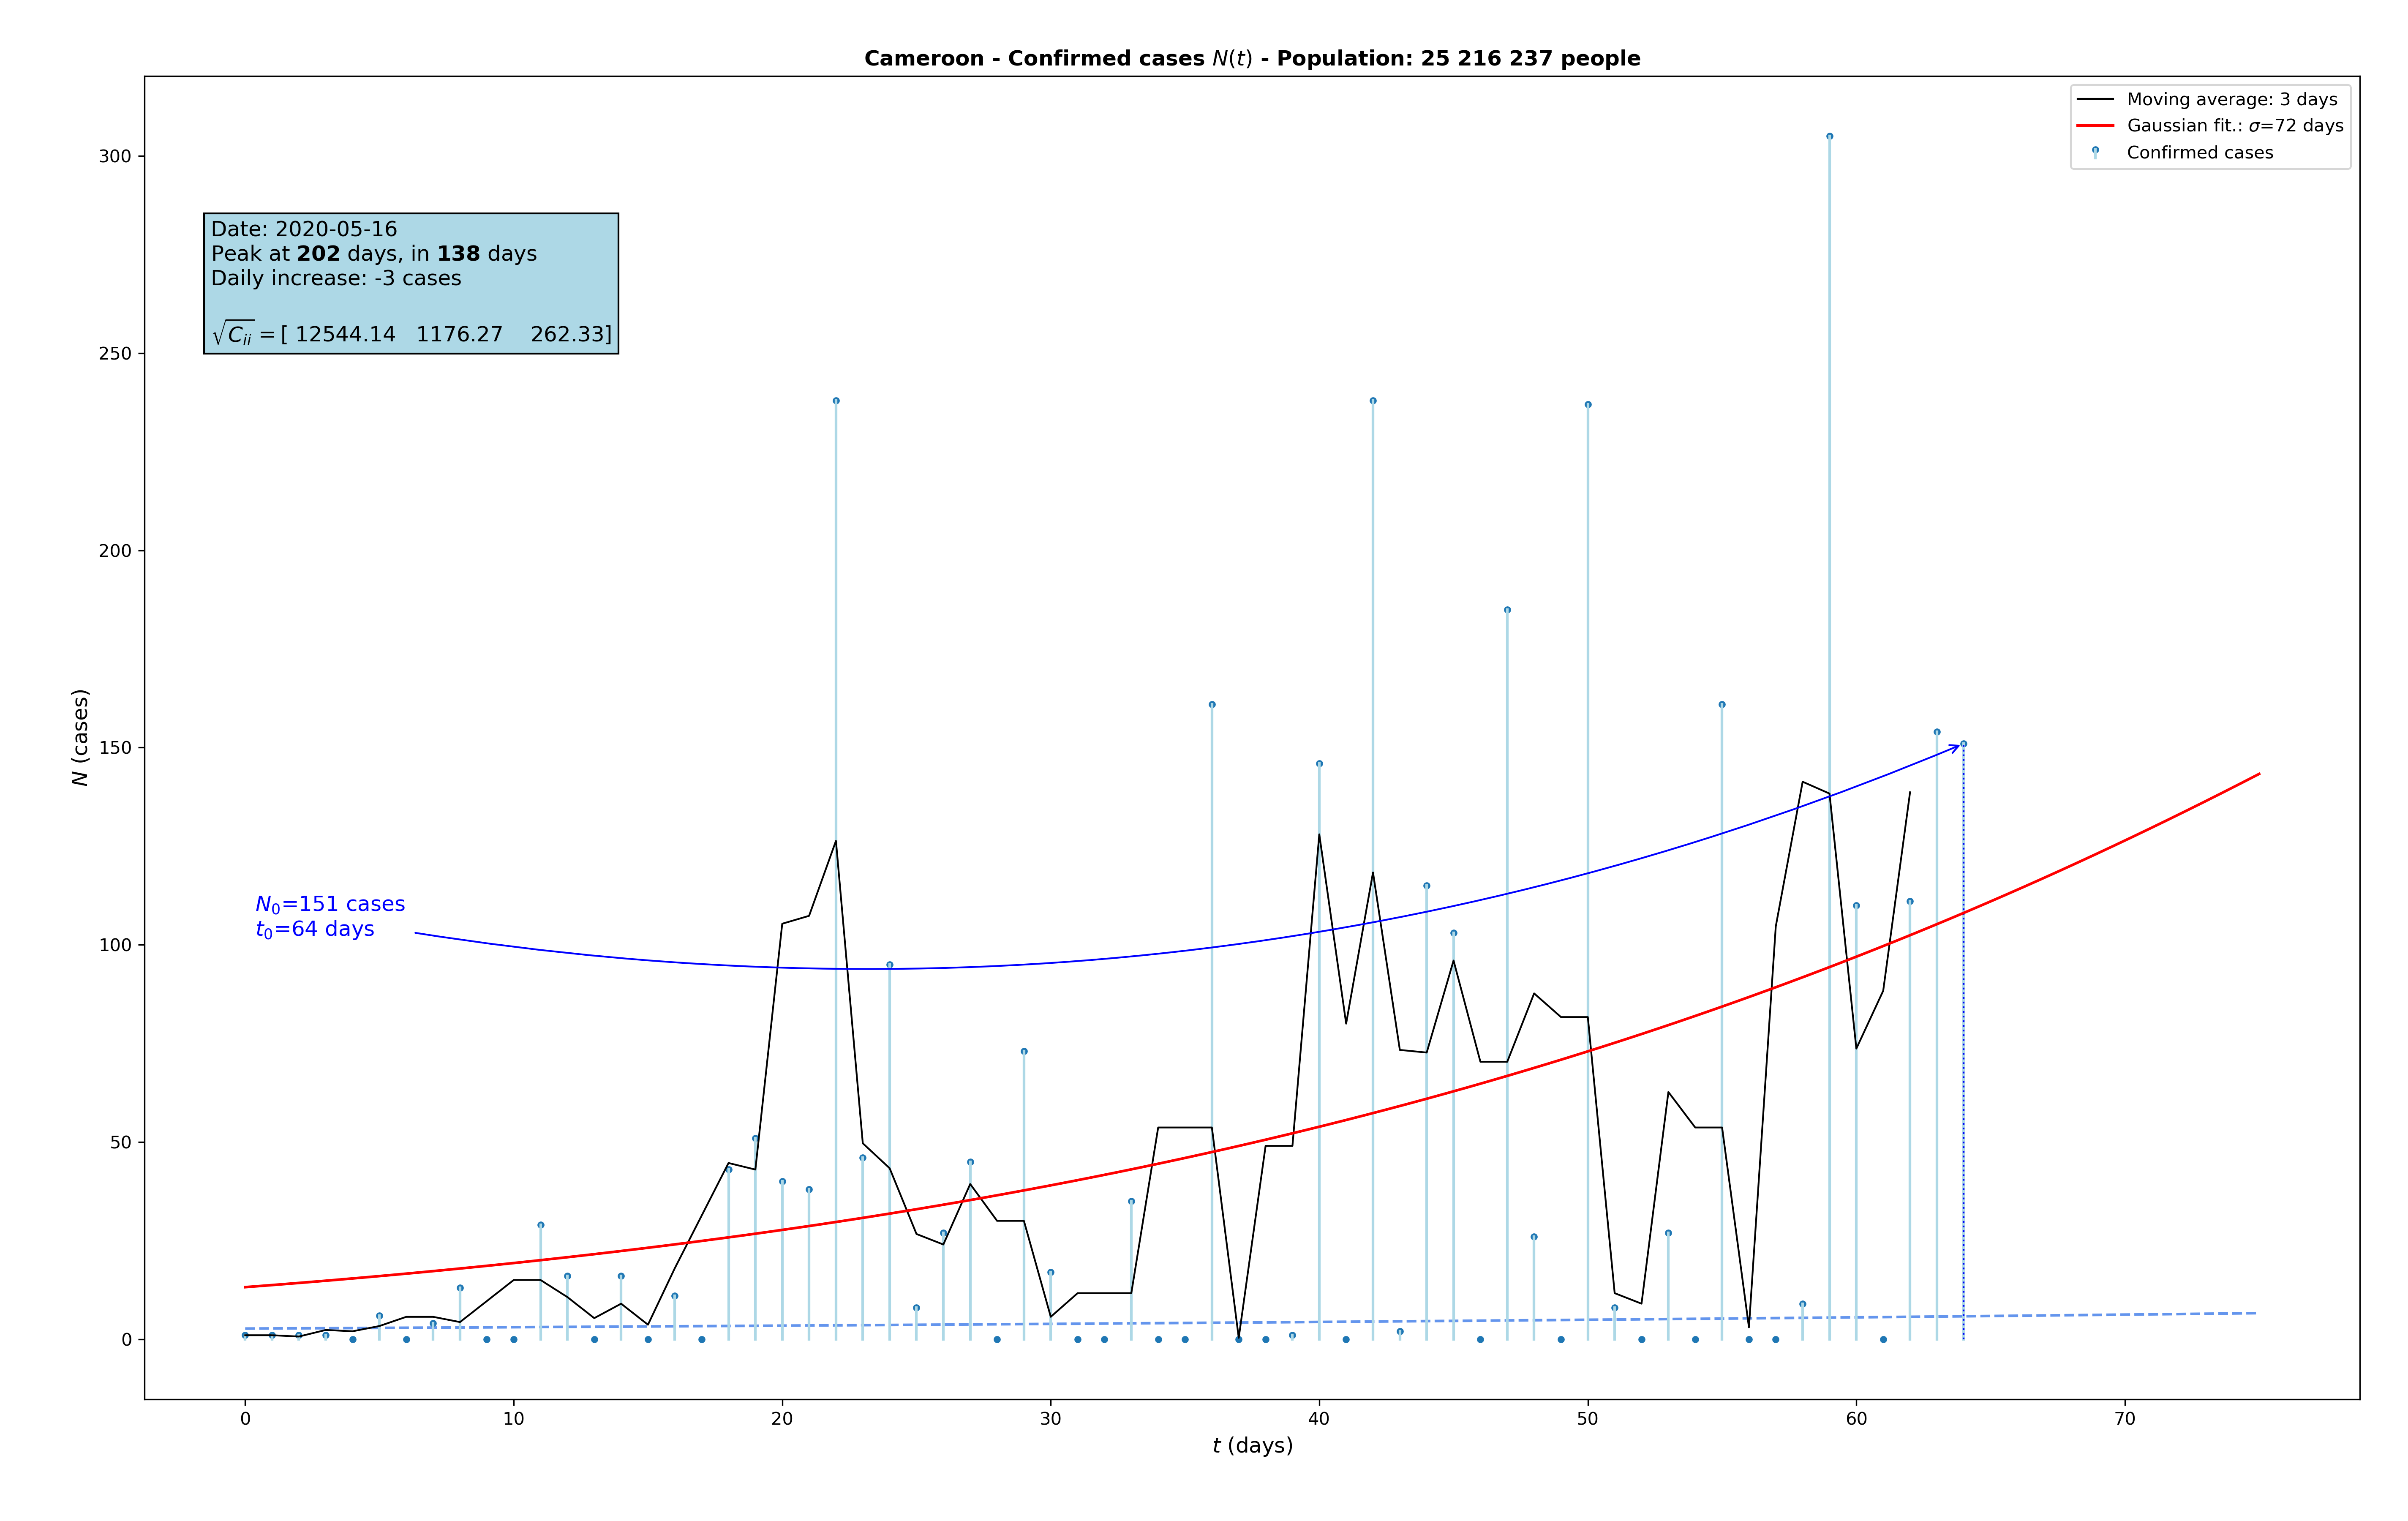 Cameroon - Confirmed cases N(t) - Population: 25 216 237 people
Moving average: 3 days
Gaussian fit.: σ=72 days
Confirmed cases
Date: 2020-05-16
Peak at 202 days, in 138 days
Daily increase: -3 cases
√C_ii = [ 12544.14 1176.27 262.33]
N_0=151 cases
t_0=64 days
N (cases)
300
250
200
150
100
50
0
0 10 20 30 40 50 60 70
t (days)